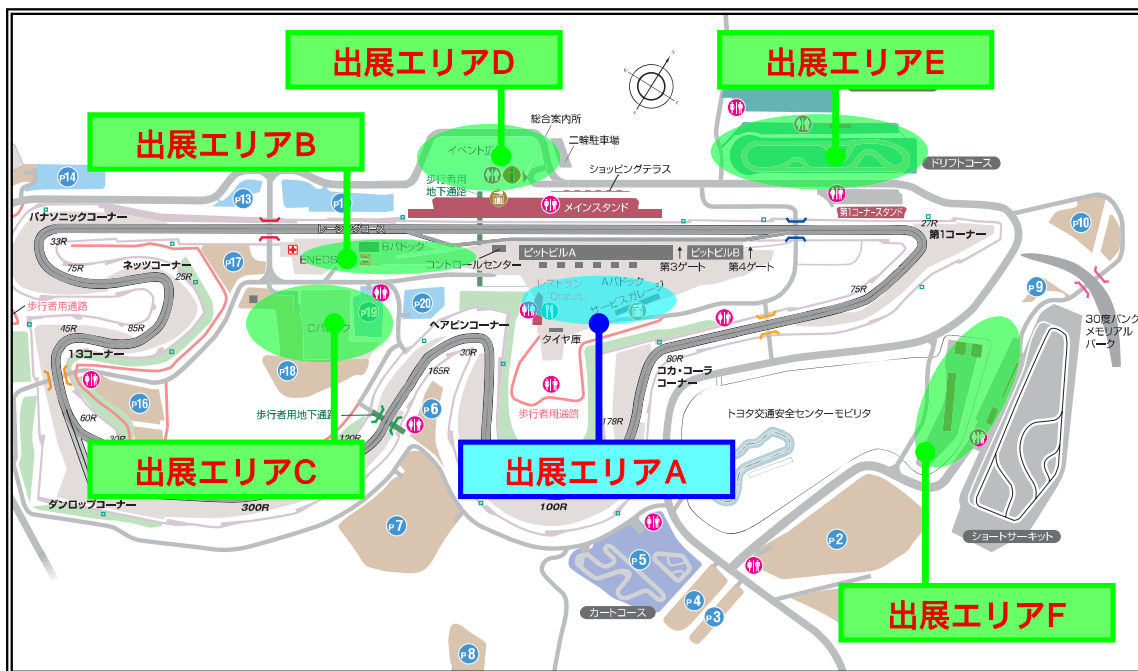 出展エリアD
出展エリアE
総合案内所
出展エリアB
二輪駐車場
イベント広
ショッピングテラス
ドリフトコース
P14
歩行者用
地下通路
P13
P1
メインスタンド
第1コーナースタンド
パナソニックコーナー
レーシングコース
27R
第1コーナー
P10
33R
ENEOS
Bパドック
コントロールセンター
ピットビルA
ピットビルB
第3ゲート
第4ゲート
75R
ネッツコーナー
25R
P17
レストラン
"ORIZURU"
Aパドック
サービスガレージ
75R
P9
歩行者用通路
45R
85R
Cパドック
P19
P20
ヘアピンコーナー
タイヤ庫
30度バンク
メモリアル
パーク
13コーナー
30R
80R
コカ・コーラ
コーナー
P18
165R
P16
60R
30R
歩行者用地下通路
P6
120R
歩行者用通路
178R
トヨタ交通安全センターモビリタ
出展エリアC
出展エリアA
ダンロップコーナー
300R
100R
P7
P2
ショートサーキット
P5
カートコース
P4
P3
出展エリアF
P8